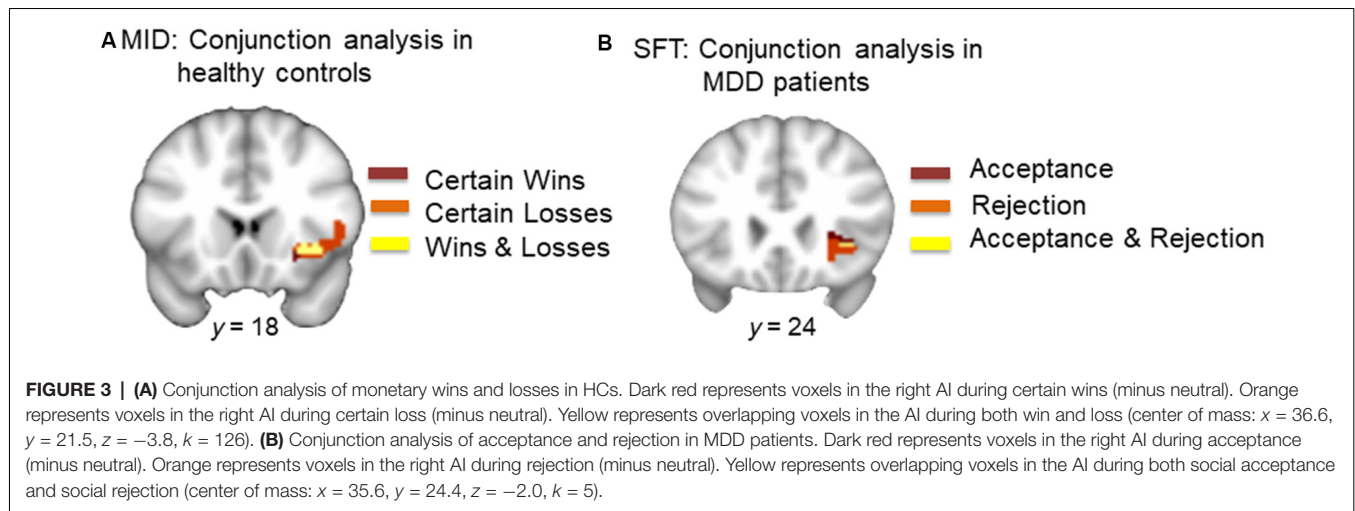 A MID: Conjunction analysis in
healthy controls
Certain Wins
Certain Losses
Wins & Losses
y = 18
B SFT: Conjunction analysis in
MDD patients
Acceptance
Rejection
Acceptance & Rejection
y = 24
FIGURE 3 | (A) Conjunction analysis of monetary wins and losses in HCs. Dark red represents voxels in the right AI during certain wins (minus neutral). Orange
represents voxels in the right AI during certain loss (minus neutral). Yellow represents overlapping voxels in the AI during both win and loss (center of mass: x = 36.6,
y = 21.5, z = −3.8, k = 126). (B) Conjunction analysis of acceptance and rejection in MDD patients. Dark red represents voxels in the right AI during acceptance
(minus neutral). Orange represents voxels in the right AI during rejection (minus neutral). Yellow represents overlapping voxels in the AI during both social acceptance
and social rejection (center of mass: x = 35.6, y = 24.4, z = −2.0, k = 5).